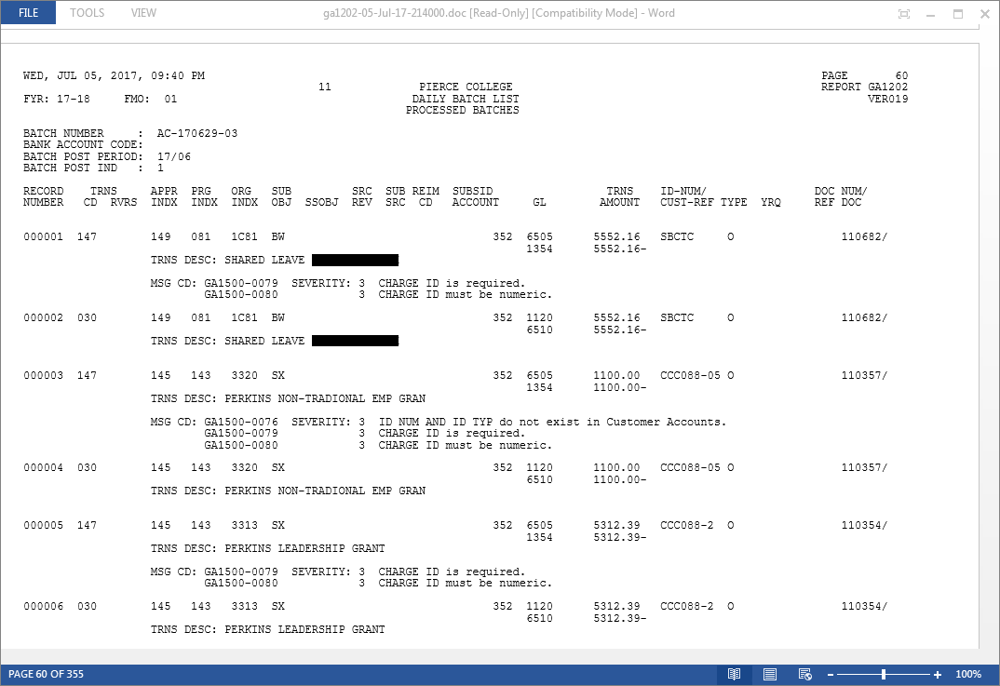 FILE TOOLS VIEW ga1202-05-Jul-17-214000.doc [Read-Only] [Compatibility Mode] - Word
WED, JUL 05, 2017, 09:40 PM PAGE 60
11 PIERCE COLLEGE REPORT GA1202
FYR: 17-18 FMO: 01 DAILY BATCH LIST VER019
PROCESSED BATCHES
BATCH NUMBER : AC-170629-03
BANK ACCOUNT CODE:
BATCH POST PERIOD: 17/06
BATCH POST IND : 1
RECORD TRNS APPR PRG ORG SUB SRC SUB REIM SUBSID TRNS ID-NUM/ DOC NUM/
NUMBER CD RVRS INDX INDX INDX OBJ SSOBJ REV SRC CD ACCOUNT GL AMOUNT CUST-REF TYPE YRQ REF DOC
000001 147 149 081 1C81 BW 352 6505 5552.16 SBCTC O 110682/
1354 5552.16-
TRNS DESC: SHARED LEAVE
MSG CD: GA1500-0079 SEVERITY: 3 CHARGE ID is required.
GA1500-0080 3 CHARGE ID must be numeric.
000002 030 149 081 1C81 BW 352 1120 5552.16 SBCTC O 110682/
6510 5552.16-
TRNS DESC: SHARED LEAVE
000003 147 145 143 3320 SX 352 6505 1100.00 CCC088-05 O 110357/
1354 1100.00-
TRNS DESC: PERKINS NON-TRADIONAL EMP GRAN
MSG CD: GA1500-0076 SEVERITY: 3 ID NUM AND ID TYP do not exist in Customer Accounts.
GA1500-0079 3 CHARGE ID is required.
GA1500-0080 3 CHARGE ID must be numeric.
000004 030 145 143 3320 SX 352 1120 1100.00 CCC088-05 O 110357/
6510 1100.00-
TRNS DESC: PERKINS NON-TRADIONAL EMP GRAN
000005 147 145 143 3313 SX 352 6505 5312.39 CCC088-2 O 110354/
1354 5312.39-
TRNS DESC: PERKINS LEADERSHIP GRANT
MSG CD: GA1500-0079 SEVERITY: 3 CHARGE ID is required.
GA1500-0080 3 CHARGE ID must be numeric.
000006 030 145 143 3313 SX 352 1120 5312.39 CCC088-2 O 110354/
6510 5312.39-
TRNS DESC: PERKINS LEADERSHIP GRANT
PAGE 60 OF 355 100%